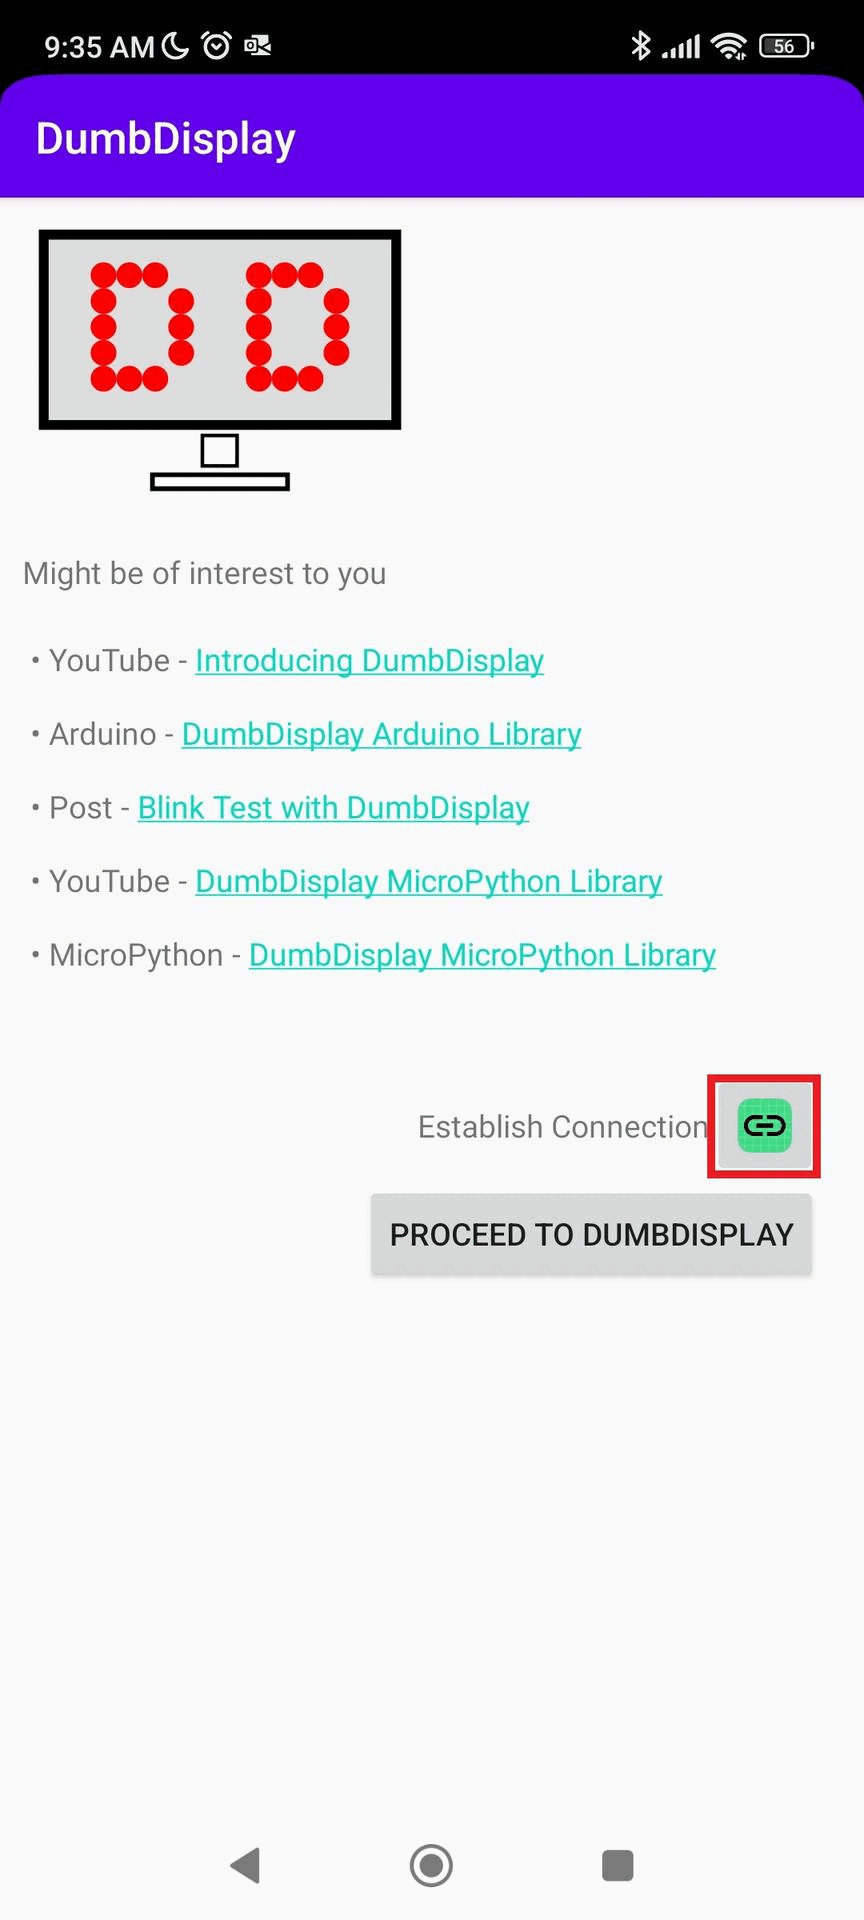 9:35 AM
56
DumbDisplay
DD
Might be of interest to you
• YouTube - Introducing DumbDisplay
• Arduino - DumbDisplay Arduino Library
• Post - Blink Test with DumbDisplay
• YouTube - DumbDisplay MicroPython Library
• MicroPython - DumbDisplay MicroPython Library
Establish Connection
PROCEED TO DUMBDISPLAY